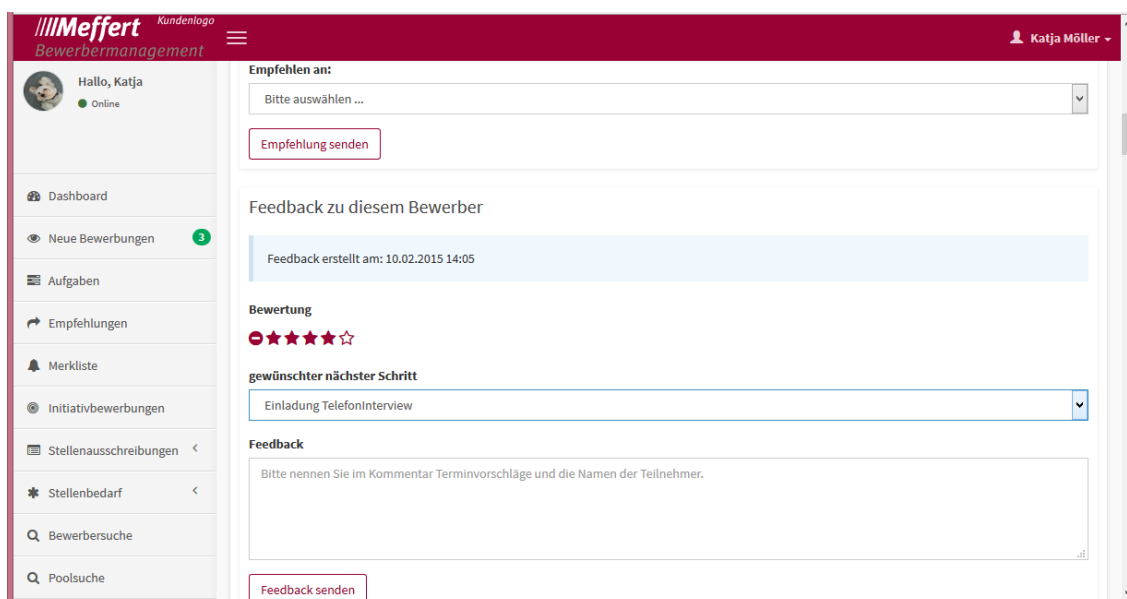 ////Meffert Kundenlogo
Bewerbermanagement
Katja Möller
Hallo, Katja
Online
Dashboard
Neue Bewerbungen 3
Aufgaben
Empfehlungen
Merkliste
Initiativbewerbungen
Stellenausschreibungen
Stellenbedarf
Bewerbersuche
Poolsuche
Empfehlen an:
Bitte auswählen ...
Empfehlung senden
Feedback zu diesem Bewerber
Feedback erstellt am: 10.02.2015 14:05
Bewertung
gewünschter nächster Schritt
Einladung TelefonInterview
Feedback
Bitte nennen Sie im Kommentar Terminvorschläge und die Namen der Teilnehmer.
Feedback senden